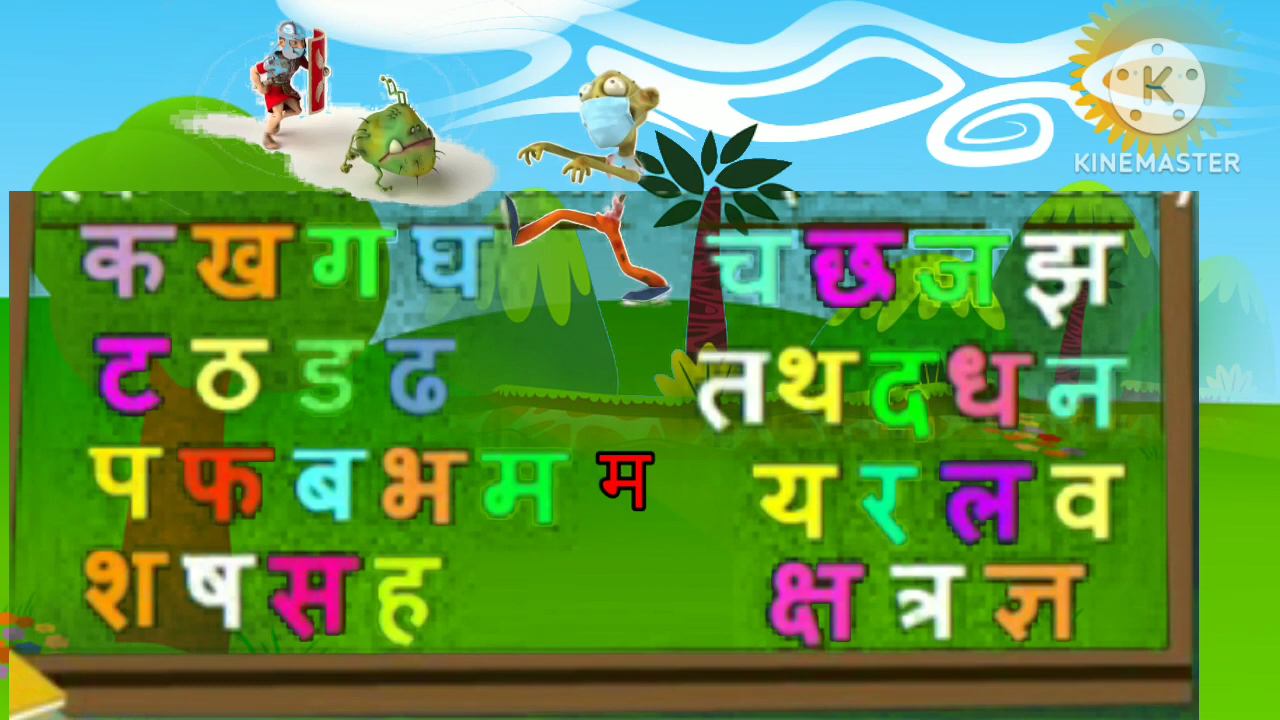 K
KINEMASTER
क ख ग घ च छ ज झ
ट ठ ड ढ त थ द ध न
प फ ब भ म म य र ल व
श ष स ह क्ष त्र ज्ञ